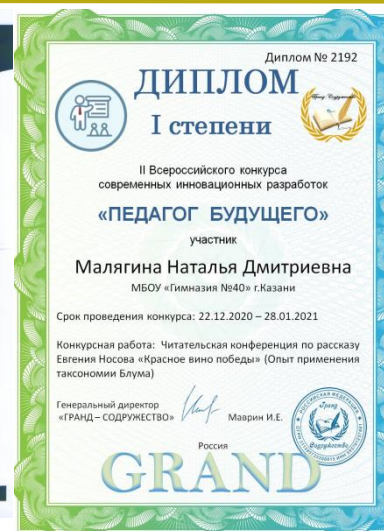 Диплом № 2192
ДИПЛОМ
I степени
II Всероссийского конкурса
современных инновационных разработок
«ПЕДАГОГ БУДУЩЕГО»
участник
Малягина Наталья Дмитриевна
МБОУ «Гимназия №40» г.Казани
Срок проведения конкурса: 22.12.2020 – 28.01.2021
Конкурсная работа: Читательская конференция по рассказу
Евгения Носова «Красное вино победы» (Опыт применения
таксономии Блума)
Генеральный директор
«ГРАНД – СОДРУЖЕСТВО»
Маврин И.Е.
Россия
GRAND